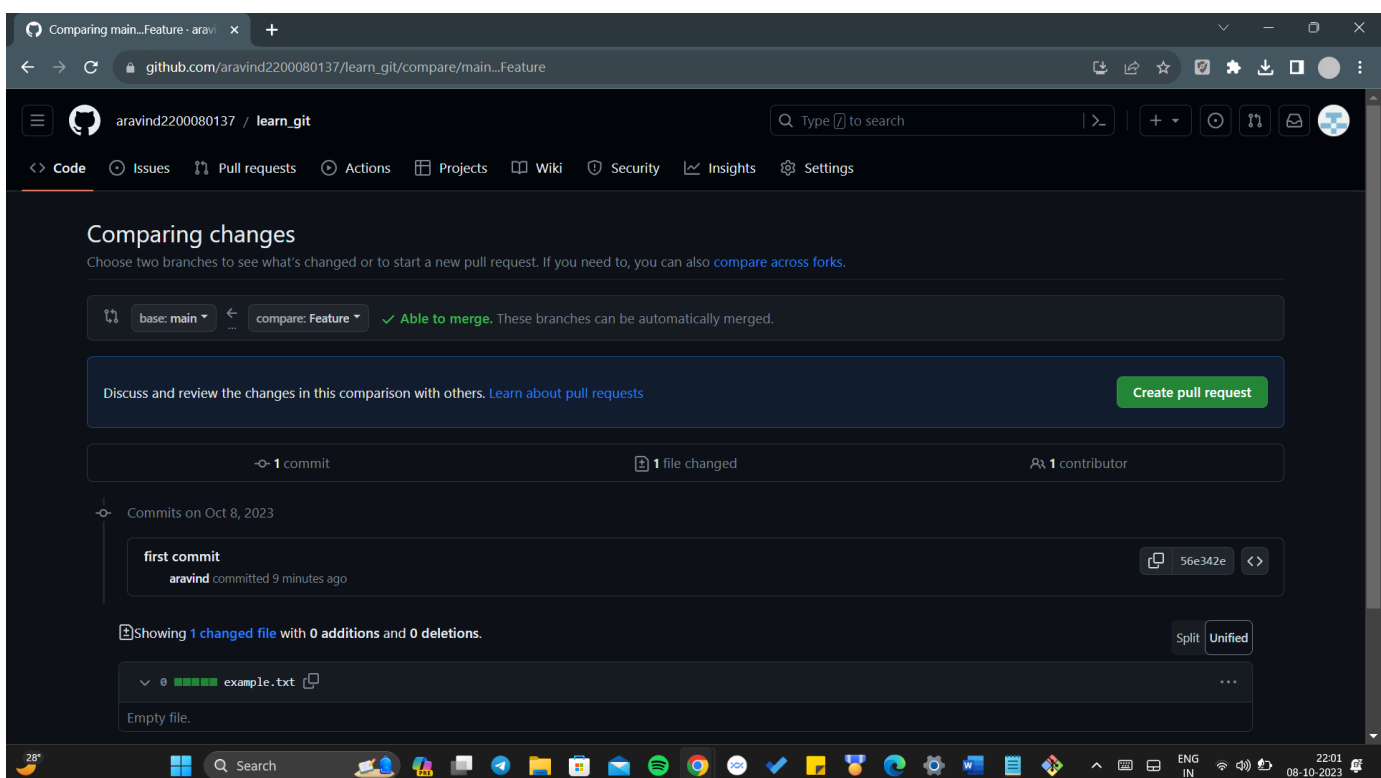 Comparing main...Feature · aravi
github.com/aravind2200080137/learn_git/compare/main...Feature
aravind2200080137 / learn_git
Type / to search
Code Issues Pull requests Actions Projects Wiki Security Insights Settings
Comparing changes
Choose two branches to see what's changed or to start a new pull request. If you need to, you can also compare across forks.
base: main compare: Feature Able to merge. These branches can be automatically merged.
Discuss and review the changes in this comparison with others. Learn about pull requests Create pull request
1 commit 1 file changed 1 contributor
Commits on Oct 8, 2023
first commit
aravind committed 9 minutes ago
56e342e
Showing 1 changed file with 0 additions and 0 deletions.
Split Unified
0 example.txt
Empty file.
28°
Search
PRE
ENG
IN
22:01
08-10-2023